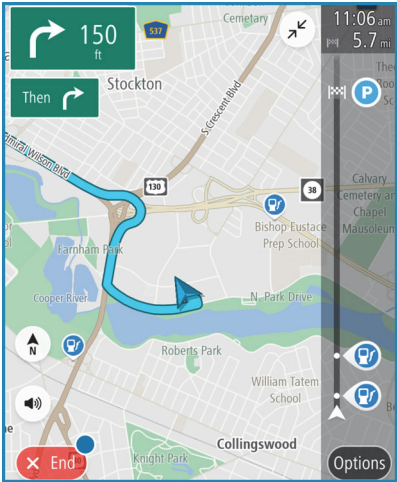 150
ft
Then
537
Cemetery
11:06 am
5.7 mi
P
Stockton
S Crescent Blvd
Admiral Wilson Blvd
130
38
Calvary
Cemetery an
Chapel
Mausoleum
Bishop Eustace
Prep School
Farnham Park
Cooper River
N Park Drive
N
Roberts Park
William Tatem
School
Collingswood
Knight Park
End
Options